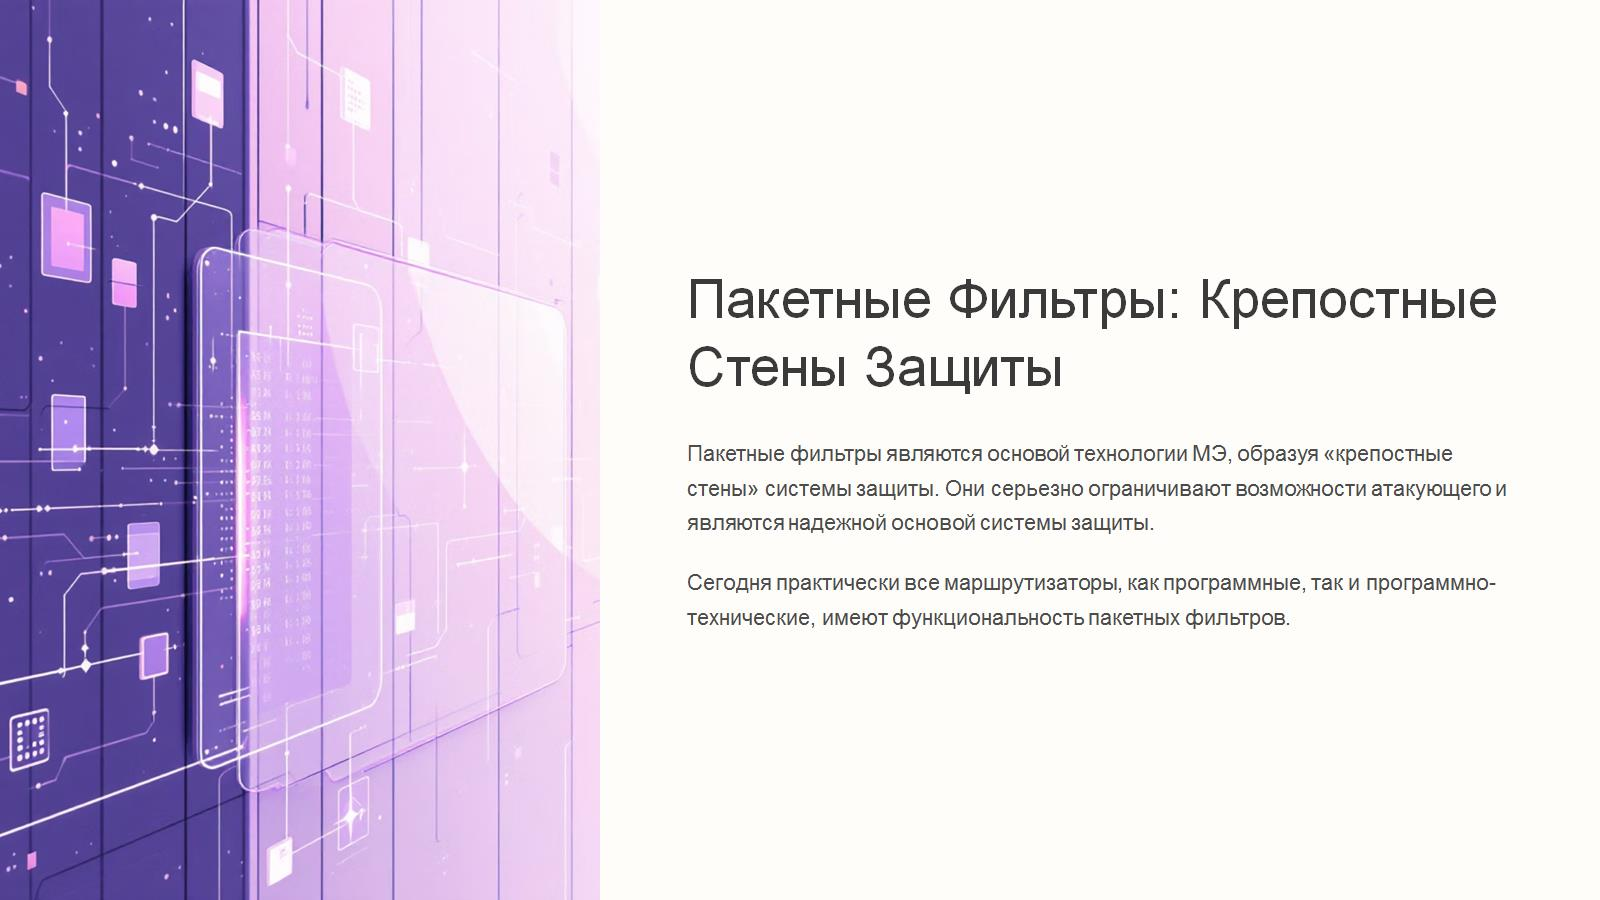 Пакетные Фильтры: Крепостные
Стены Защиты
Пакетные фильтры являются основой технологии МЭ, образуя «крепостные
стены» системы защиты. Они серьезно ограничивают возможности атакующего и
являются надежной основой системы защиты.
Сегодня практически все маршрутизаторы, как программные, так и программно-
технические, имеют функциональность пакетных фильтров.